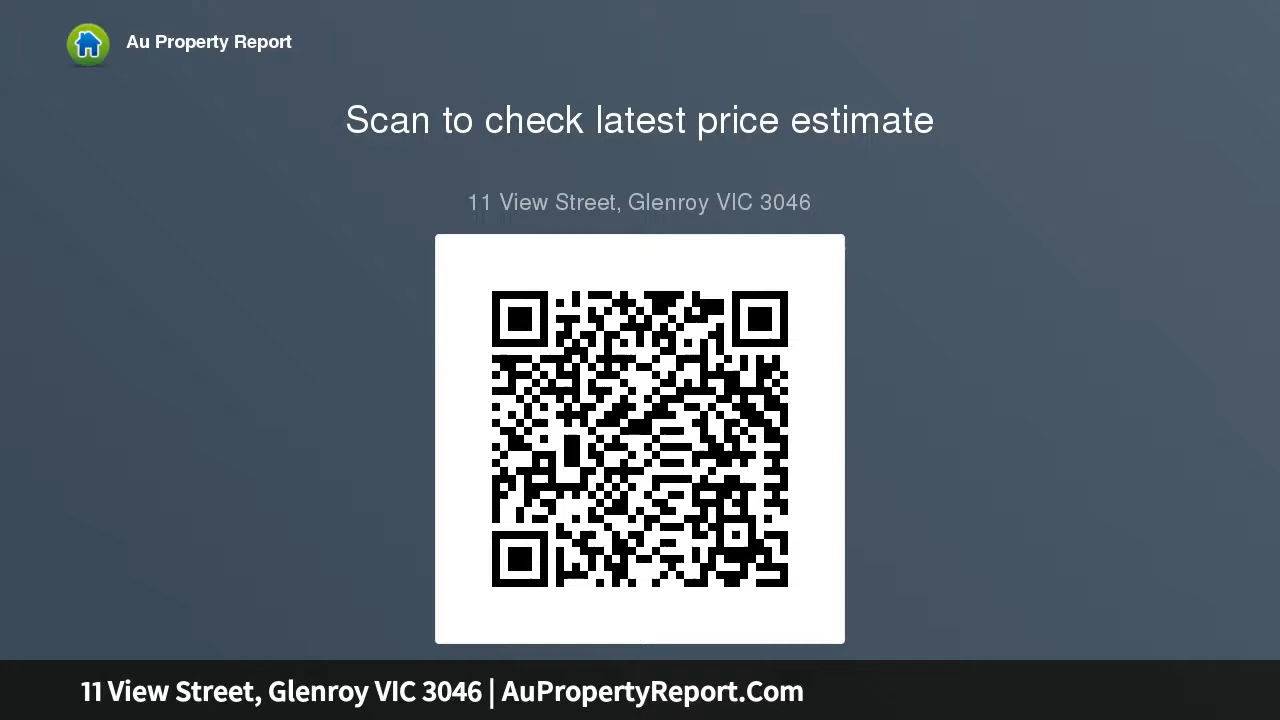 Au Property Report
Scan to check latest price estimate
11 View Street, Glenroy VIC 3046
11 View Street, Glenroy VIC 3046 | AuPropertyReport.Com